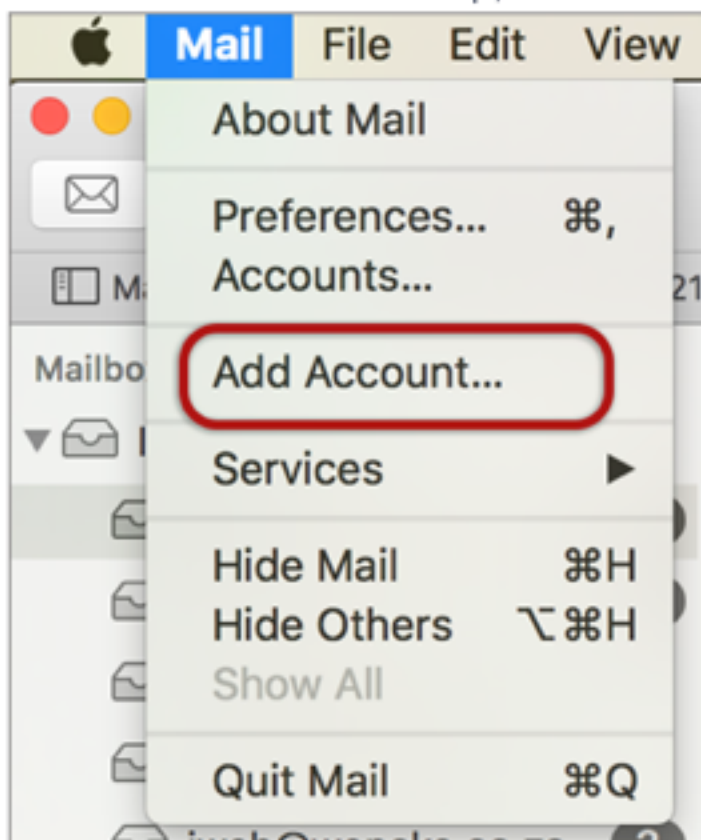 Mail File Edit View
About Mail
Preferences... ⌘,
Accounts...
21
Mailbo
Add Account...
Services ▶
Hide Mail ⌘H
Hide Others ⌥⌘H
Show All
Quit Mail ⌘Q